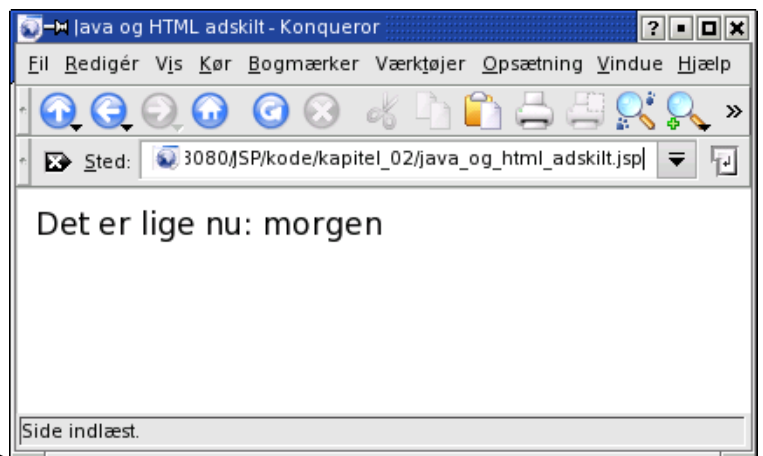 Java og HTML adskilt - Konqueror
Fil Redigér Vis Kør Bogmærker Værktøjer Opsætning Vindue Hjælp
Sted: 3080/JSP/kode/kapitel_02/java_og_html_adskilt.jsp
Det er lige nu: morgen
Side indlæst.